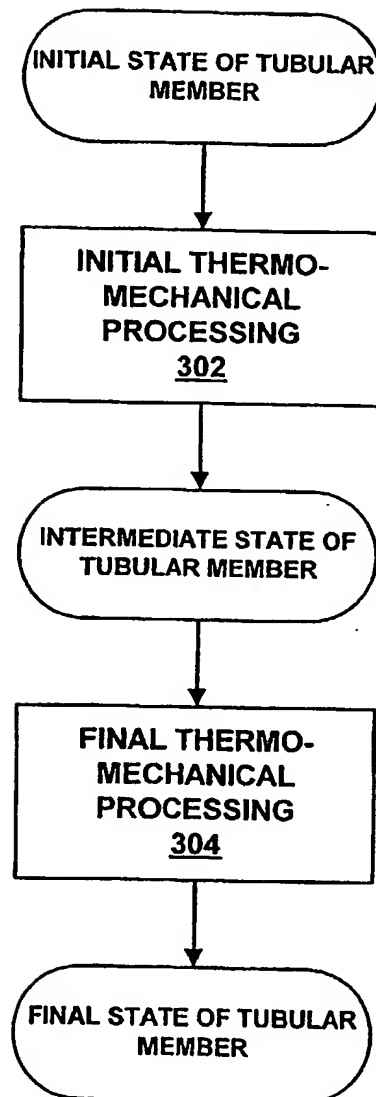 INITIAL STATE OF TUBULAR
MEMBER
INITIAL THERMO-
MECHANICAL
PROCESSING
302
INTERMEDIATE STATE OF
TUBULAR MEMBER
FINAL THERMO-
MECHANICAL
PROCESSING
304
FINAL STATE OF TUBULAR
MEMBER